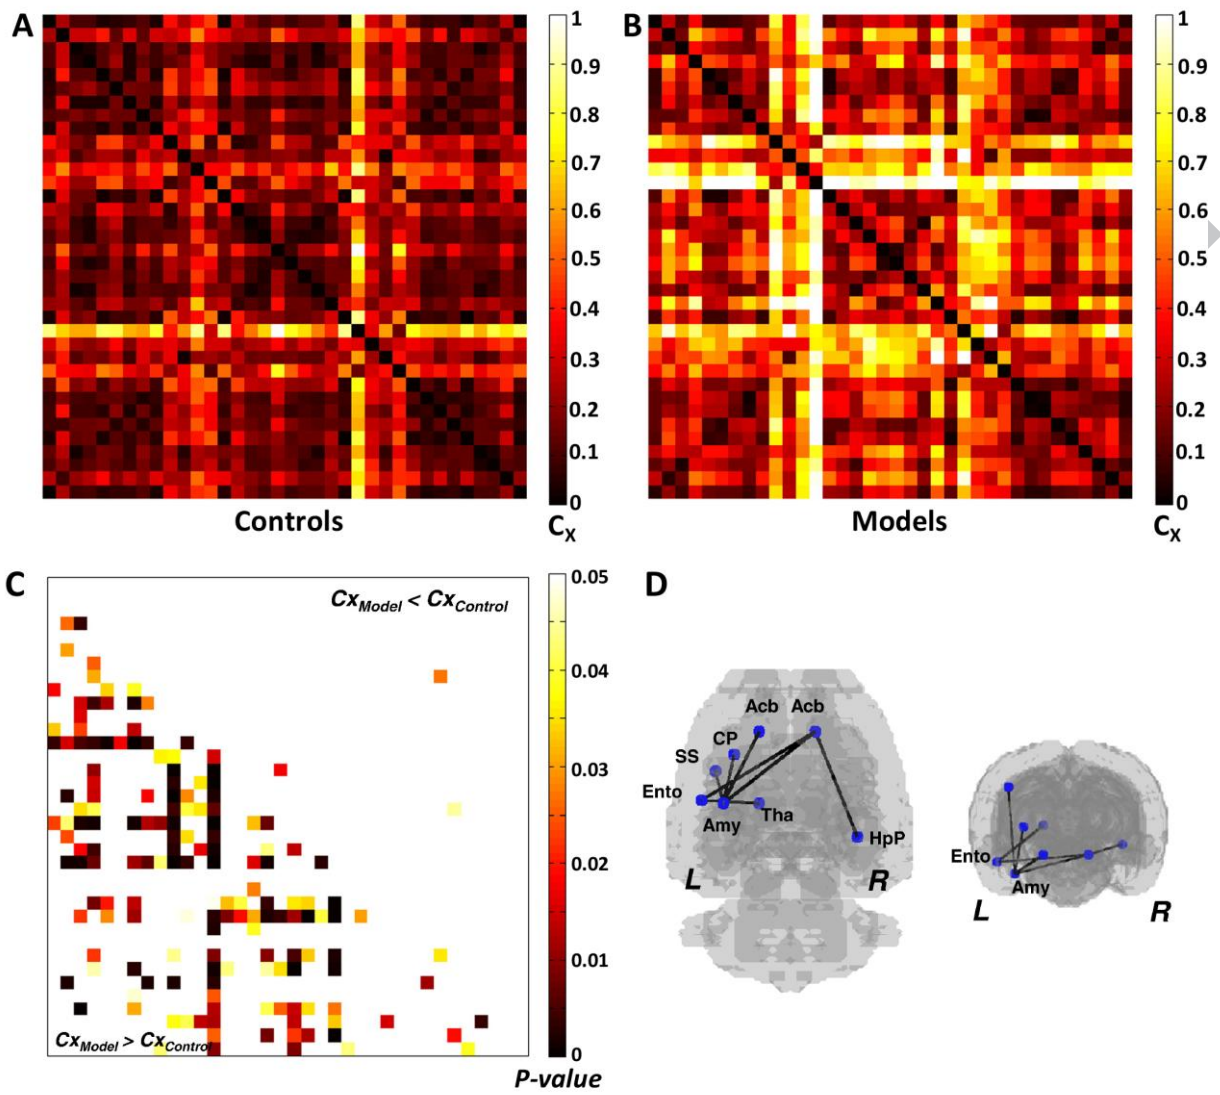 A
1
0.9
0.8
0.7
0.6
0.5
0.4
0.3
0.2
0.1
0
Controls
Cx
B
1
0.9
0.8
0.7
0.6
0.5
0.4
0.3
0.2
0.1
0
Models
Cx
C
CxModel < CxControl
CxModel > CxControl
0.05
0.04
0.03
0.02
0.01
0
P-value
D
Acb Acb
CP
SS
Ento
Amy
Tha
HpP
L
R
Ento
Amy
L
R